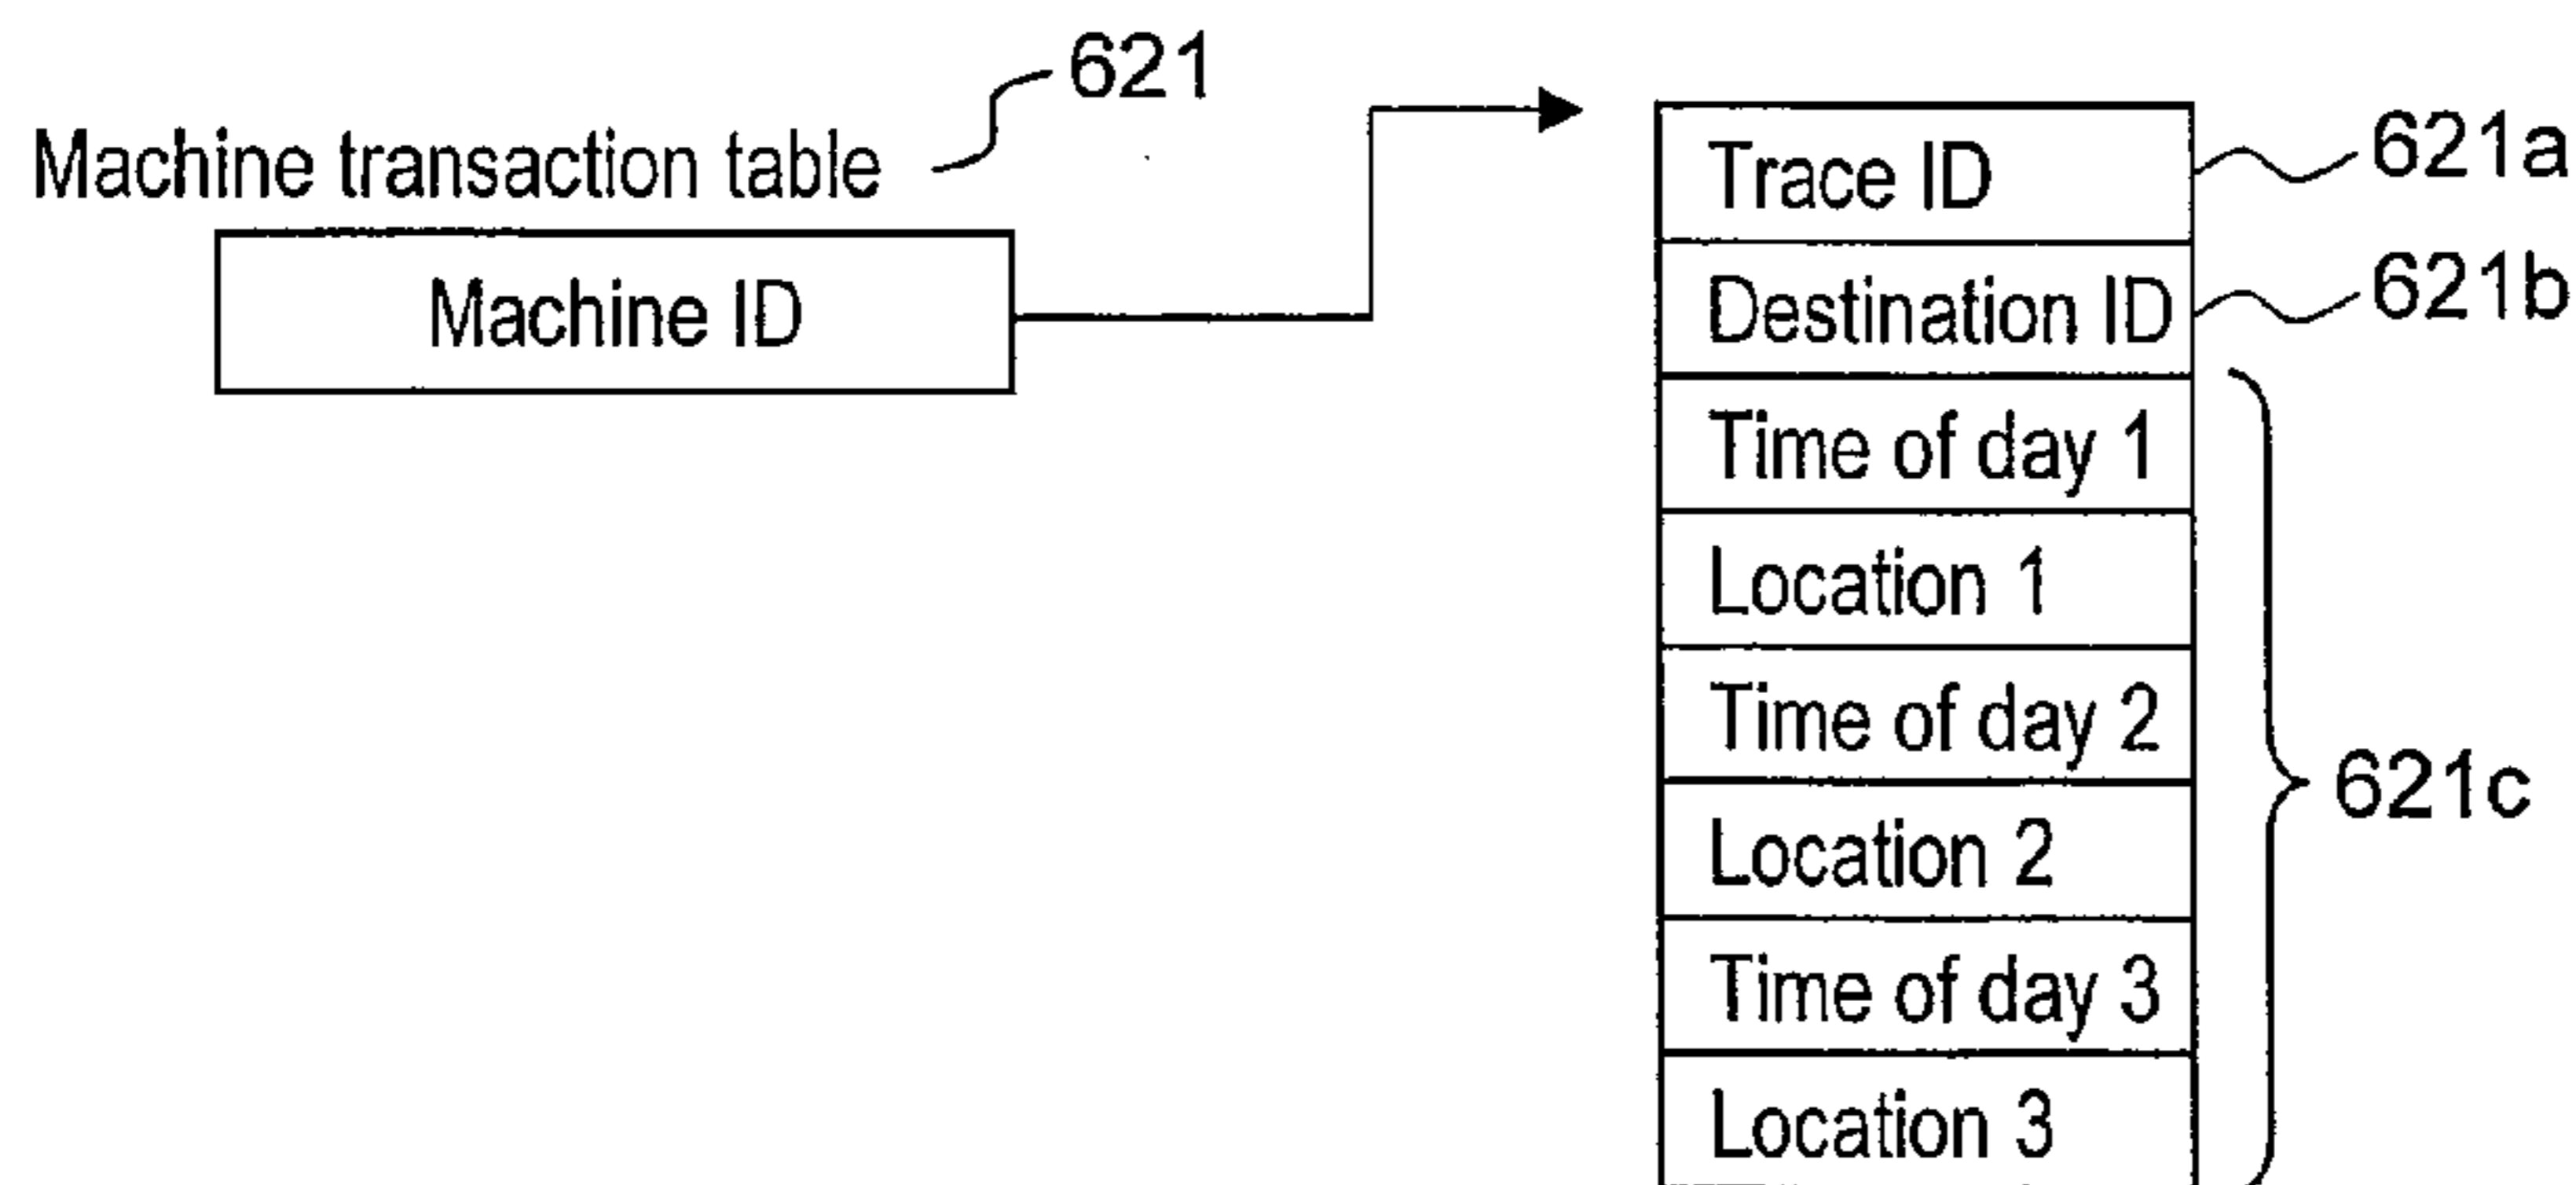 621
Machine transaction table
Machine ID
Trace ID
621a
Destination ID
621b
Time of day 1
Location 1
Time of day 2
621c
Location 2
Time of day 3
Location 3